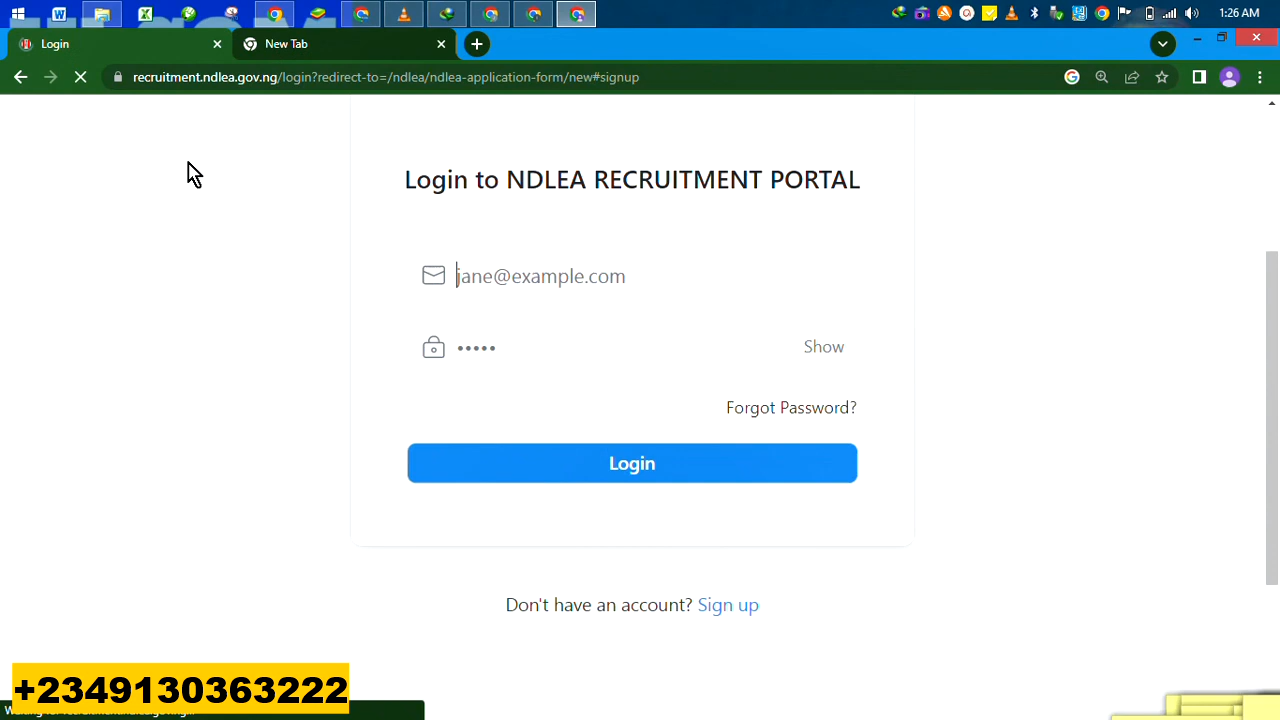 1:26 AM
Login
New Tab
recruitment.ndlea.gov.ng/login?redirect-to=/ndlea/ndlea-application-form/new#signup
Login to NDLEA RECRUITMENT PORTAL
jane@example.com
•••••
Show
Forgot Password?
Login
Don't have an account? Sign up
+2349130363222